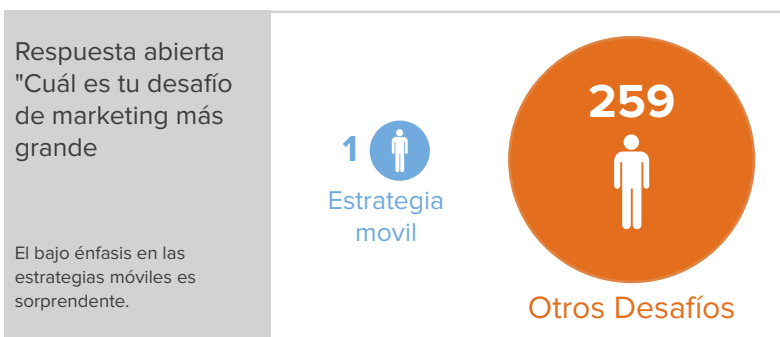 Respuesta abierta
"Cuál es tu desafío
de marketing más
grande
El bajo énfasis en las
estrategias móviles es
sorprendente.
1
Estrategia
movil
259
Otros Desafíos